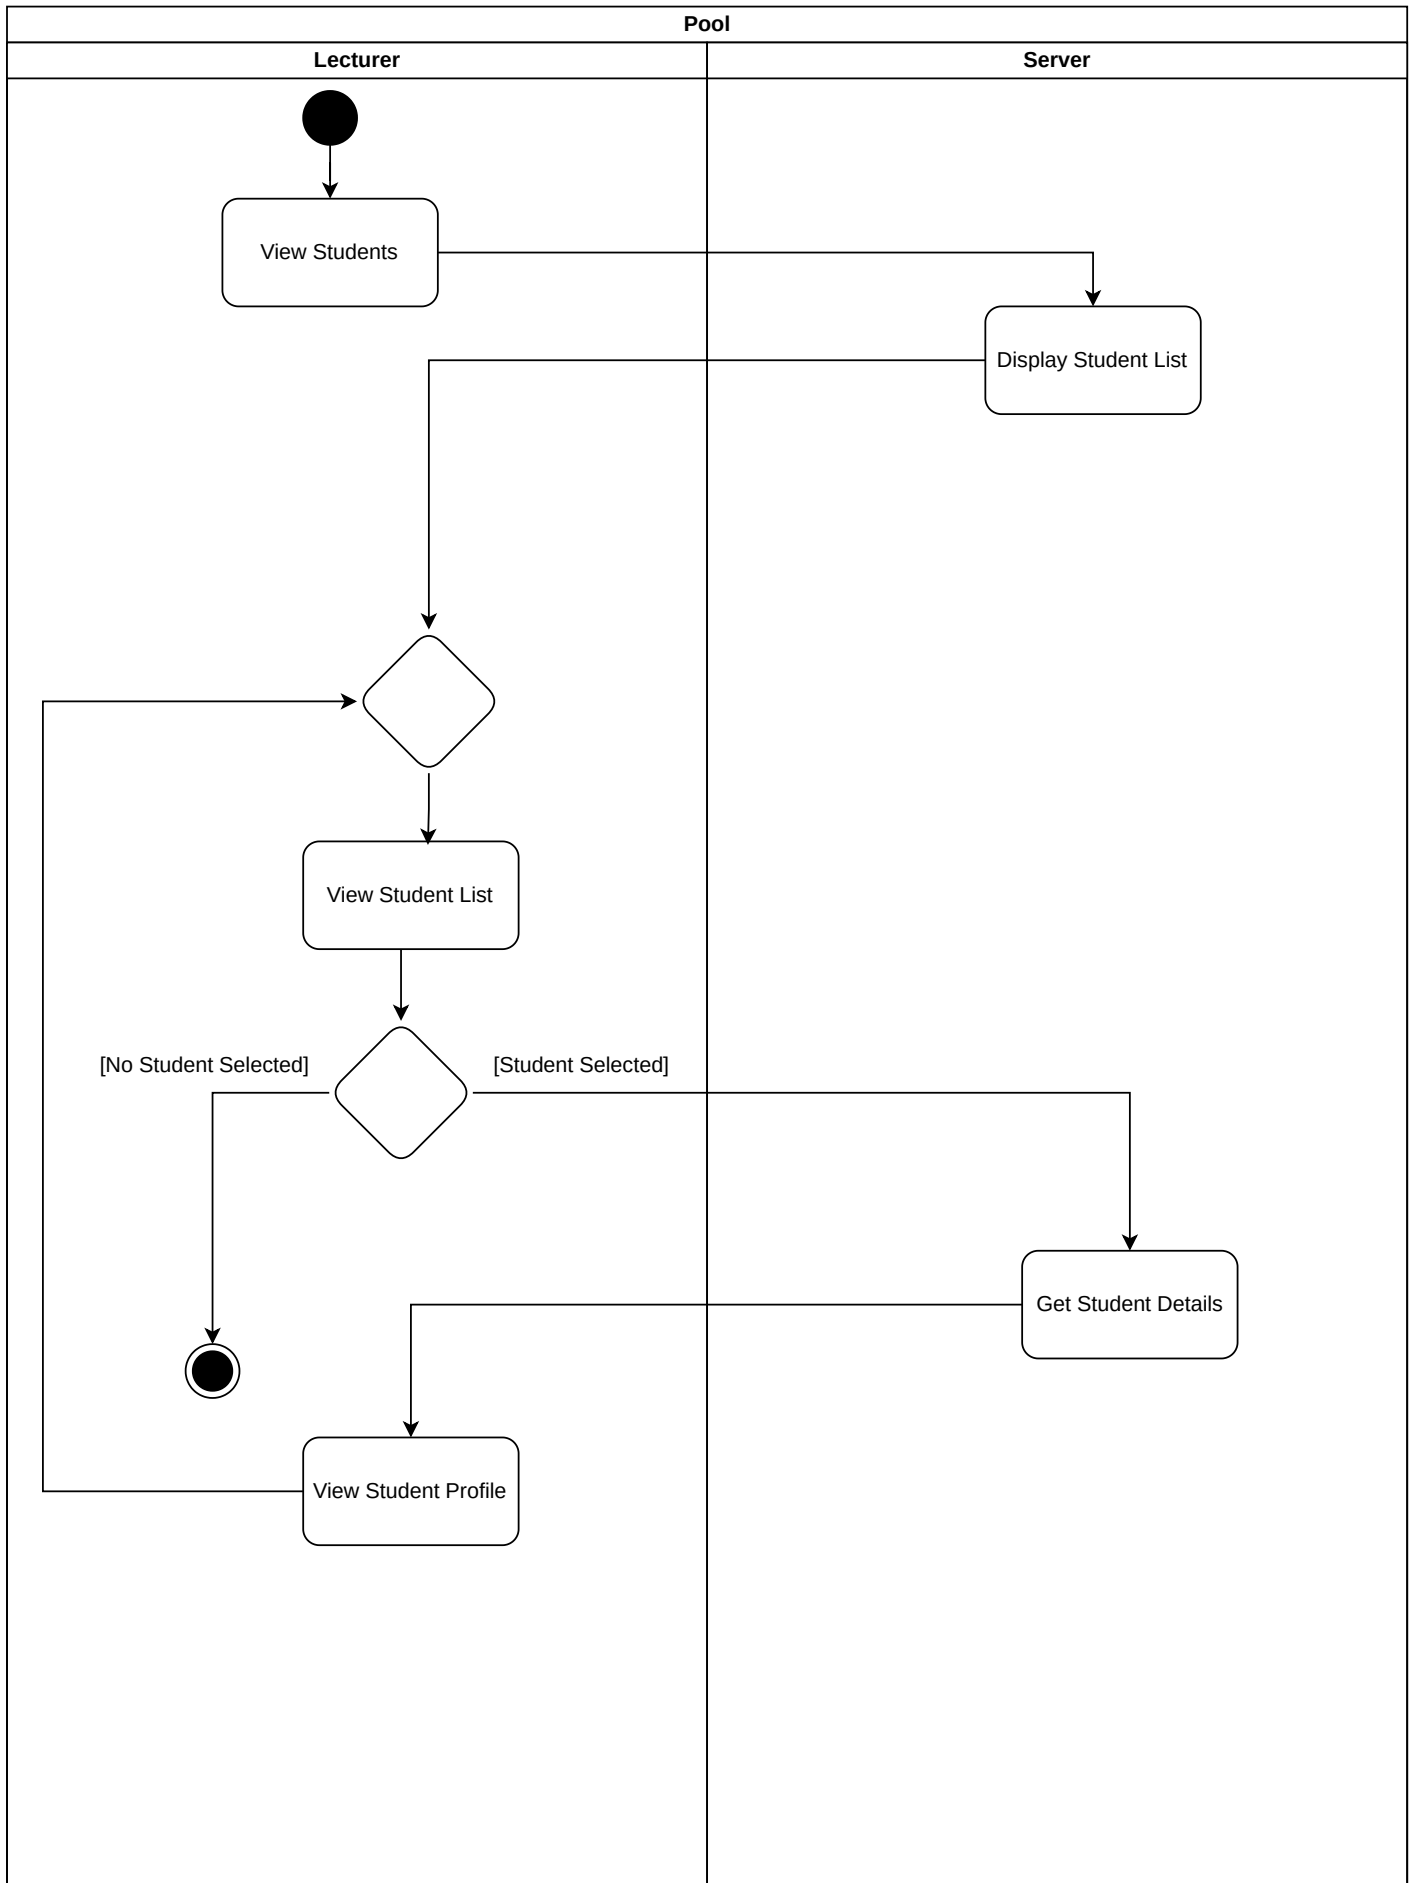 Pool
Lecturer
Server
View Students
Display Student List
View Student List
[No Student Selected]
[Student Selected]
Get Student Details
View Student Profile